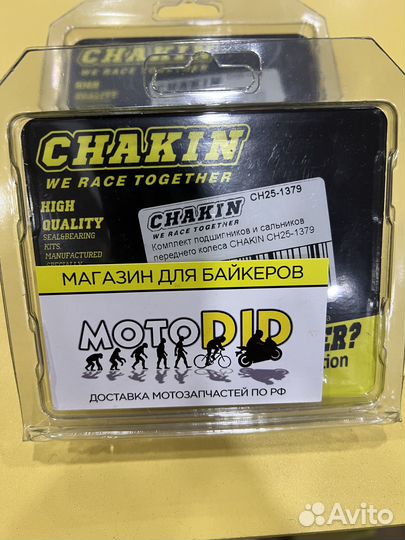 CHAKIN
WE RACE TOGETHER
HIGH
QUALITY
CHAKIN
WE RACE TOGETHER
HIGH
QUALITY
SEAL&BEARING
KITS.
MANUFACTURED
CHAKIN
WE RACE TOGETHER
CH25-1379
Комплект подшипников и сальников
переднего колеса CHAKIN CH25-1379
МАГАЗИН ДЛЯ БАЙКЕРОВ
МОТОDID
ДОСТАВКА МОТОЗАПЧАСТЕЙ ПО РФ
Avito